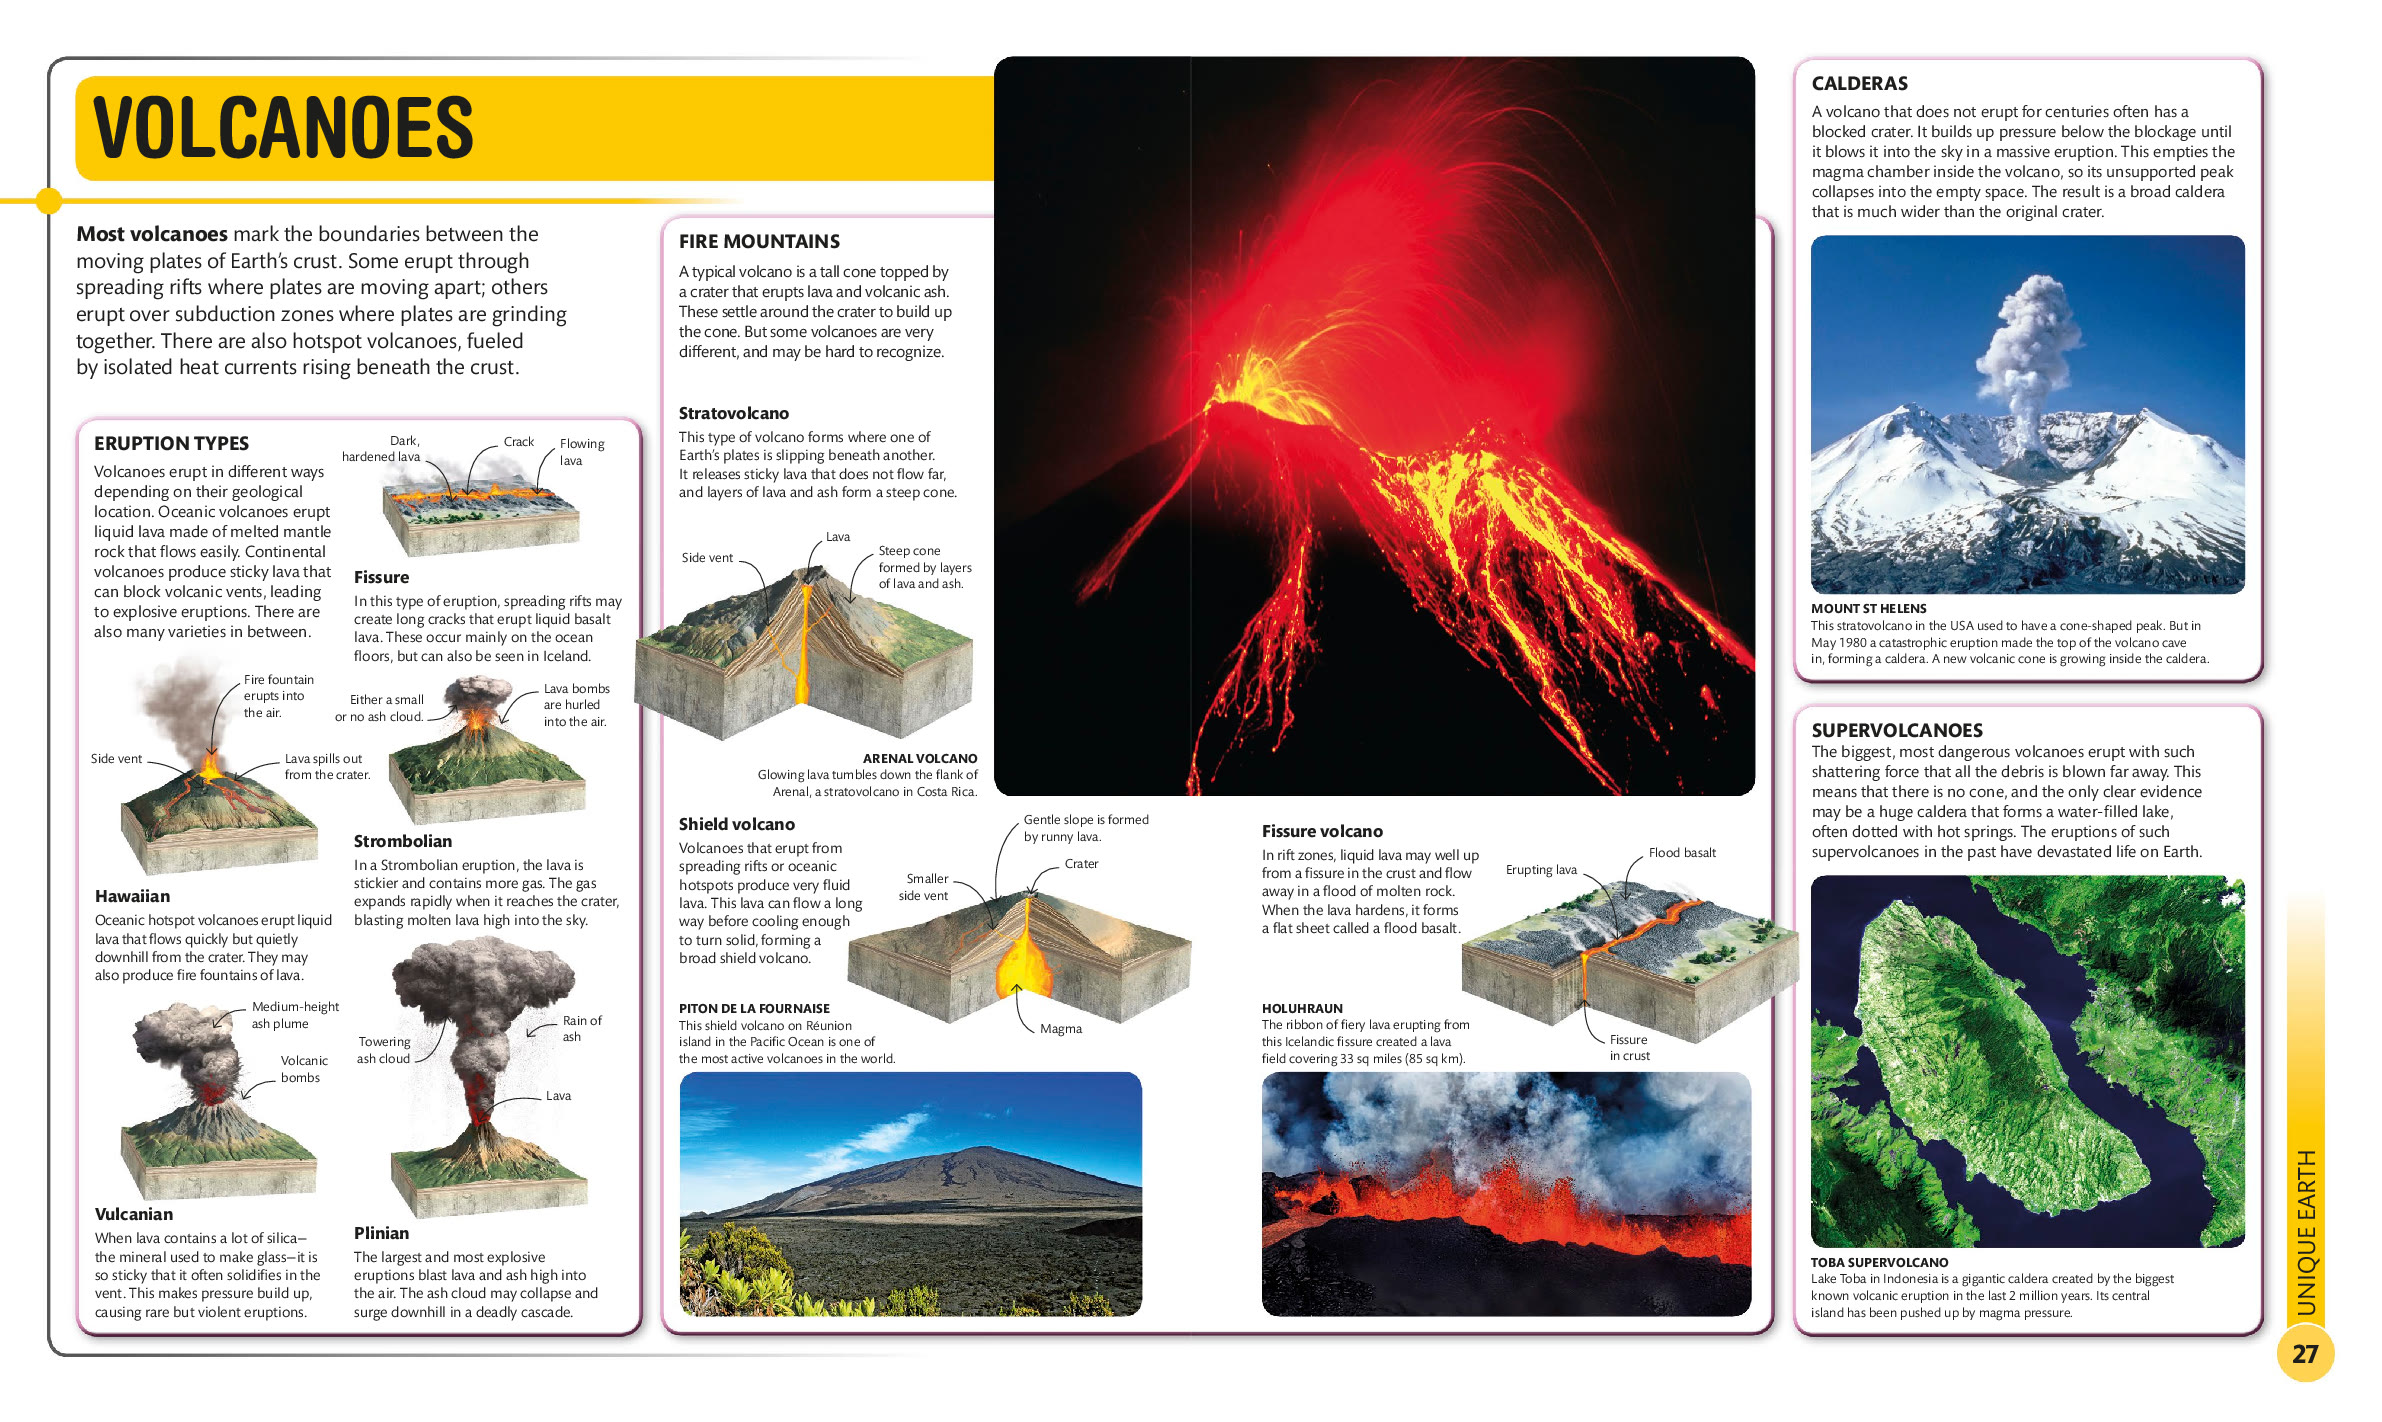 VOLCANOES
Most volcanoes mark the boundaries between the
moving plates of Earth's crust. Some erupt through
spreading rifts where plates are moving apart; others
erupt over subduction zones where plates are grinding
together. There are also hotspot volcanoes, fueled
by isolated heat currents rising beneath the crust.
ERUPTION TYPES
Volcanoes erupt in different ways
depending on their geological
location. Oceanic volcanoes erupt
liquid lava made of melted mantle
rock that flows easily. Continental
volcanoes produce sticky lava that
can block volcanic vents, leading
to explosive eruptions. There are
also many varieties in between.
Dark,
hardened lava
Crack
Flowing
lava
Fissure
In this type of eruption, spreading rifts may
create long cracks that erupt liquid basalt
lava. These occur mainly on the ocean
floors, but can also be seen in Iceland.
Fire fountain
erupts into
the air.
Side vent
Lava spills out
from the crater.
Hawaiian
Oceanic hotspot volcanoes erupt liquid
lava that flows quickly but quietly
downhill from the crater. They may
also produce fire fountains of lava.
Either a small
or no ash cloud.
Lava bombs
are hurled
into the air.
Strombolian
In a Strombolian eruption, the lava is
stickier and contains more gas. The gas
expands rapidly when it reaches the crater,
blasting molten lava high into the sky.
Medium-height
ash plume
Volcanic
bombs
Vulcanian
When lava contains a lot of silica—
the mineral used to make glass—it is
so sticky that it often solidifies in the
vent. This makes pressure build up,
causing rare but violent eruptions.
Towering
ash cloud
Rain of
ash
Lava
Plinian
The largest and most explosive
eruptions blast lava and ash high into
the air. The ash cloud may collapse and
surge downhill in a deadly cascade.
FIRE MOUNTAINS
A typical volcano is a tall cone topped by
a crater that erupts lava and volcanic ash.
These settle around the crater to build up
the cone. But some volcanoes are very
different, and may be hard to recognize.
Stratovolcano
This type of volcano forms where one of
Earth's plates is slipping beneath another.
It releases sticky lava that does not flow far,
and layers of lava and ash form a steep cone.
Side vent
Lava
Steep cone
formed by layers
of lava and ash.
ARENAL VOLCANO
Glowing lava tumbles down the flank of
Arenal, a stratovolcano in Costa Rica.
Shield volcano
Volcanoes that erupt from
spreading rifts or oceanic
hotspots produce very fluid
lava. This lava can flow a long
way before cooling enough
to turn solid, forming a
broad shield volcano.
Gentle slope is formed
by runny lava.
Crater
Smaller
side vent
Magma
PITON DE LA FOURNAISE
This shield volcano on Réunion
island in the Pacific Ocean is one of
the most active volcanoes in the world.
Fissure volcano
In rift zones, liquid lava may well up
from a fissure in the crust and flow
away in a flood of molten rock.
When the lava hardens, it forms
a flat sheet called a flood basalt.
Erupting lava
Flood basalt
Fissure
in crust
HOLUHRAUN
The ribbon of fiery lava erupting from
this Icelandic fissure created a lava
field covering 33 sq miles (85 sq km).
CALDERAS
A volcano that does not erupt for centuries often has a
blocked crater. It builds up pressure below the blockage until
it blows it into the sky in a massive eruption. This empties the
magma chamber inside the volcano, so its unsupported peak
collapses into the empty space. The result is a broad caldera
that is much wider than the original crater.
MOUNT ST HELENS
This stratovolcano in the USA used to have a cone-shaped peak. But in
May 1980 a catastrophic eruption made the top of the volcano cave
in, forming a caldera. A new volcanic cone is growing inside the caldera.
SUPERVOLCANOES
The biggest, most dangerous volcanoes erupt with such
shattering force that all the debris is blown far away. This
means that there is no cone, and the only clear evidence
may be a huge caldera that forms a water-filled lake,
often dotted with hot springs. The eruptions of such
supervolcanoes in the past have devastated life on Earth.
TOBA SUPERVOLCANO
Lake Toba in Indonesia is a gigantic caldera created by the biggest
known volcanic eruption in the last 2 million years. Its central
island has been pushed up by magma pressure.
UNIQUE EARTH
27